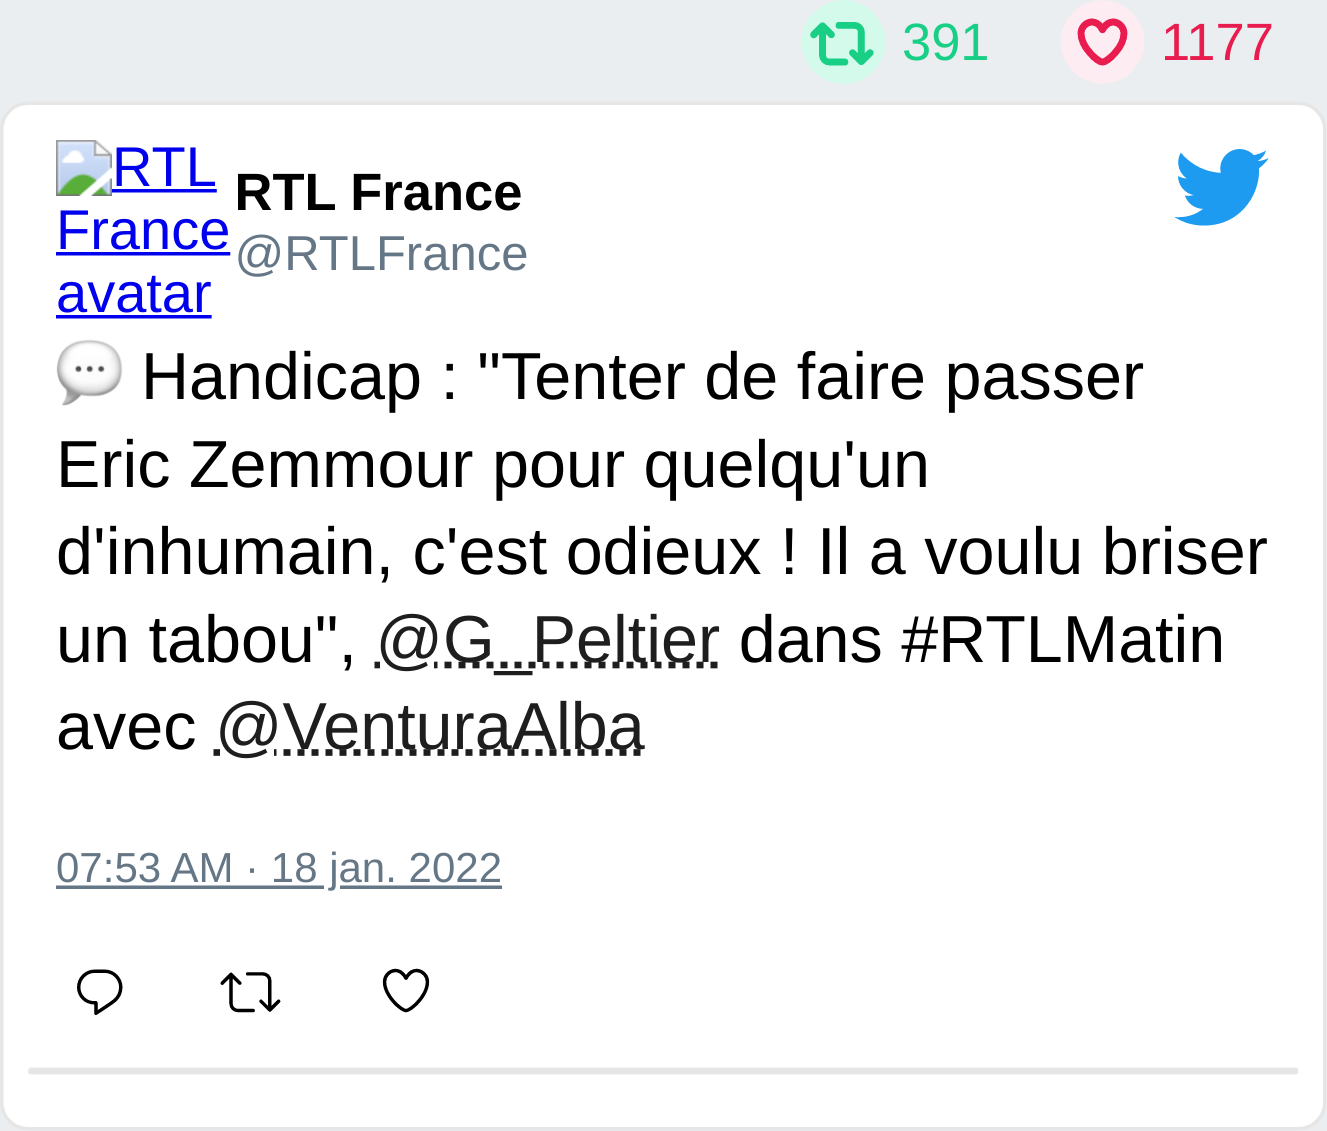 391 1177
RTL
France
avatar
RTL France
@RTLFrance
💬 Handicap : "Tenter de faire passer
Eric Zemmour pour quelqu'un
d'inhumain, c'est odieux ! Il a voulu briser
un tabou", @G_Peltier dans #RTLMatin
avec @VenturaAlba
07:53 AM · 18 jan. 2022